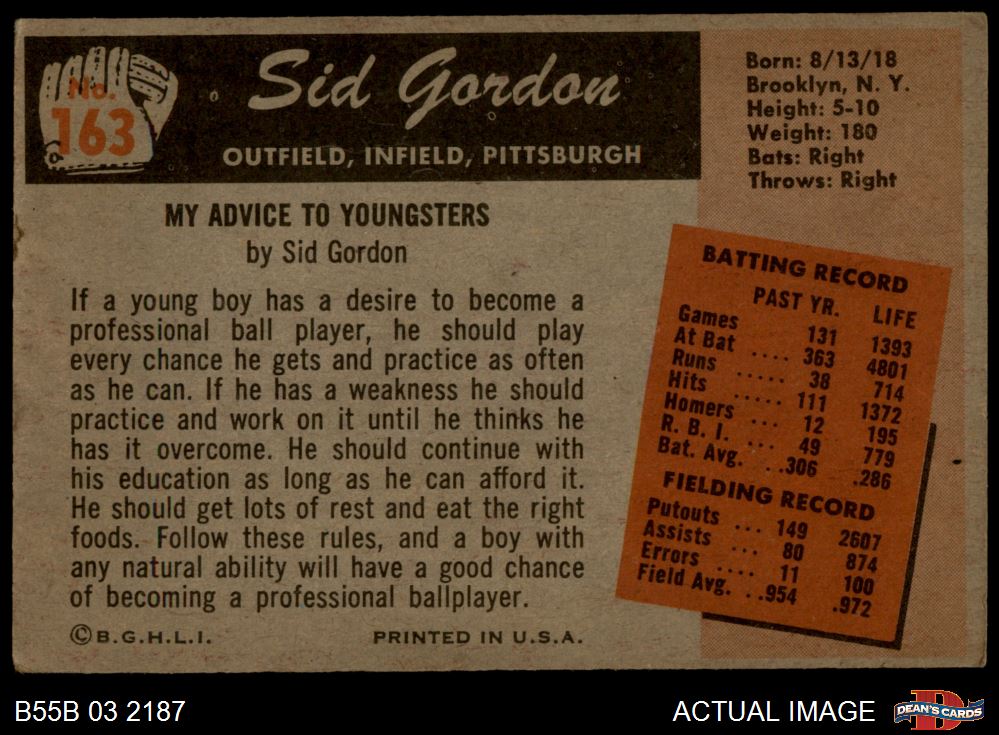 No.
163
Sid Gordon
OUTFIELD, INFIELD, PITTSBURGH
Born: 8/13/18
Brooklyn, N. Y.
Height: 5-10
Weight: 180
Bats: Right
Throws: Right
MY ADVICE TO YOUNGSTERS
by Sid Gordon
If a young boy has a desire to become a
professional ball player, he should play
every chance he gets and practice as often
as he can. If he has a weakness he should
practice and work on it until he thinks he
has it overcome. He should continue with
his education as long as he can afford it.
He should get lots of rest and eat the right
foods. Follow these rules, and a boy with
any natural ability will have a good chance
of becoming a professional ballplayer.
©B.G.H.L.I. PRINTED IN U.S.A.
BATTING RECORD
PAST YR. LIFE
Games 131 1393
At Bat .... 363 4801
Runs ..... 38 714
Hits ..... 111 1372
Homers 12 195
R. B. I. ... 49 779
Bat. Avg. ..306 .286
FIELDING RECORD
Putouts ... 149 2607
Assists ... 80 874
Errors .... 11 100
Field Avg. ..954 .972
B55B 03 2187 ACTUAL IMAGE DEAN'S CARDS